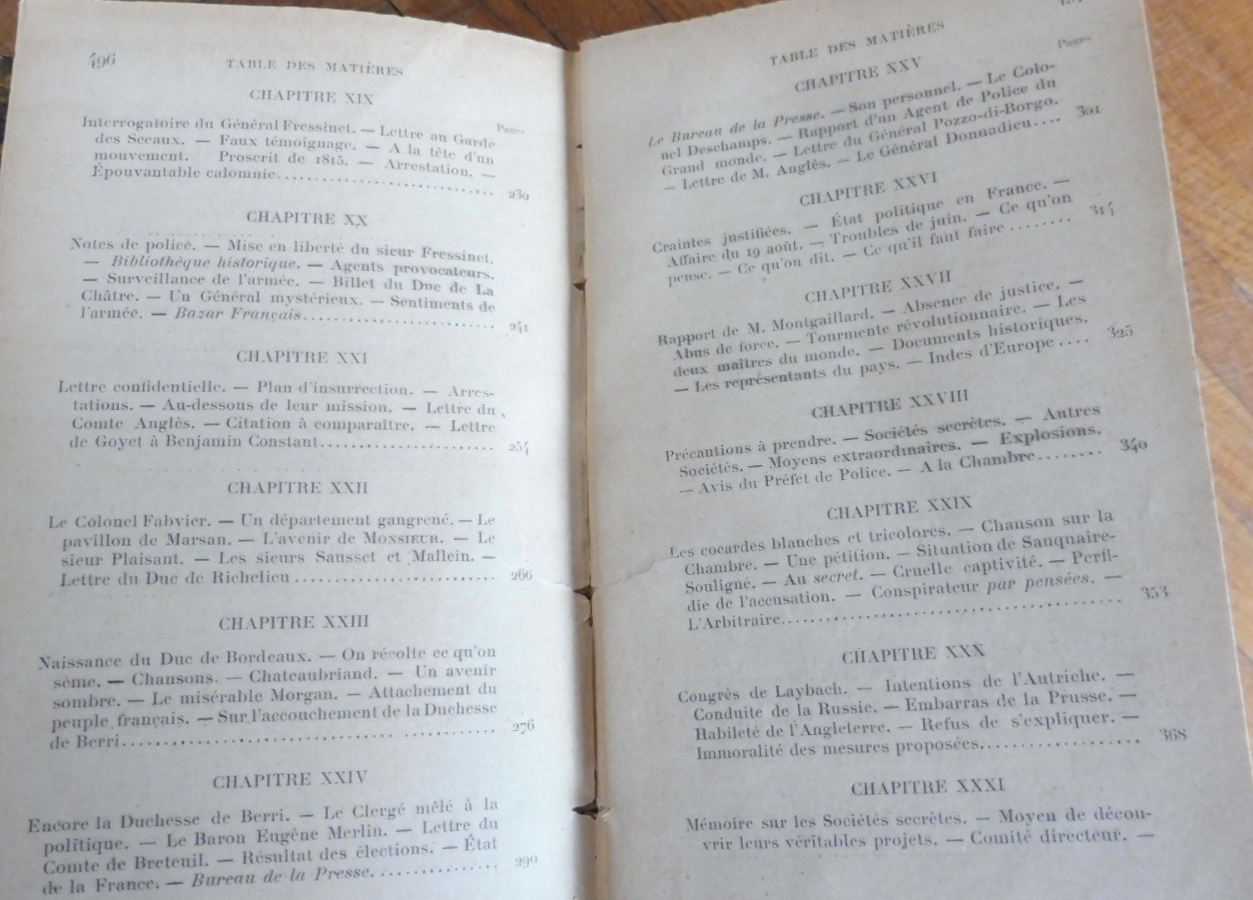 496
TABLE DES MATIÈRES
CHAPITRE XIX
Pages
Interrogatoire du Général Fressinet. — Lettre au Garde
des Sceaux. — Faux témoignage. — A la tête d'un
mouvement. Proscrit de 1815. — Arrestation. —
Épouvantable calomnie.............................. 230
CHAPITRE XX
Notes de police. — Mise en liberté du sieur Fressinet.
— Bibliothèque historique. — Agents provocateurs.
— Surveillance de l'armée. — Billet du Duc de La
Châtre. — Un Général mystérieux. — Sentiments de
l'armée. — Bazar Français........................... 241
CHAPITRE XXI
Lettre confidentielle. — Plan d'insurrection. — Arres-
tations. — Au-dessous de leur mission. — Lettre du
Comte Anglès. — Citation à comparaître. — Lettre
de Goyet à Benjamin Constant........................ 254
CHAPITRE XXII
Le Colonel Fabvier. — Un département gangrené. — Le
pavillon de Marsan. — L'avenir de MONSIEUR. — Le
sieur Plaisant. — Les sieurs Sausset et Mallein. —
Lettre du Duc de Richelieu ......................... 266
CHAPITRE XXIII
Naissance du Duc de Bordeaux. — On récolte ce qu'on
sème. — Chansons. — Chateaubriand. — Un avenir
sombre. — Le misérable Morgan. — Attachement du
peuple français. — Sur l'accouchement de la Duchesse
de Berri............................................ 276
CHAPITRE XXIV
Encore la Duchesse de Berri. — Le Clergé mêlé à la
politique. — Le Baron Eugène Merlin. — Lettre du
Comte de Breteuil. — Résultat des élections. — État
de la France. — Bureau de la Presse. ............... 290
TABLE DES MATIÈRES
Pages
CHAPITRE XXV
Le Bureau de la Presse. — Son personnel. — Le Colo-
nel Deschamps. — Rapport d'un Agent de Police du
Grand monde. — Lettre du Général Pozzo-di-Borgo.
— Lettre de M. Anglès. — Le Général Donnadieu.... 301
CHAPITRE XXVI
Craintes justifiées. — État politique en France. —
Affaire du 19 août. — Troubles de juin. — Ce qu'on
pense. — Ce qu'on dit. — Ce qu'il faut faire ........ 314
CHAPITRE XXVII
Rapport de M. Montgaillard. — Absence de justice. —
Abus de force. — Tourmente révolutionnaire. — Les
deux maîtres du monde. — Documents historiques.
— Les représentants du pays. — Indes d'Europe .... 325
CHAPITRE XXVIII
Précautions à prendre. — Sociétés secrètes. — Autres
Sociétés. — Moyens extraordinaires. — Explosions.
— Avis du Préfet de Police. — A la Chambre........ 340
CHAPITRE XXIX
Les cocardes blanches et tricolores. — Chanson sur la
Chambre. — Une pétition. — Situation de Sauquaire-
Souligné. — Au secret. — Cruelle captivité. — Perfi-
die de l'accusation. — Conspirateur par pensées. —
L'Arbitraire........................................ 353
CHAPITRE XXX
Congrès de Laybach. — Intentions de l'Autriche. —
Conduite de la Russie. — Embarras de la Prusse. —
Habileté de l'Angleterre. — Refus de s'expliquer. —
Immoralité des mesures proposées.................... 368
CHAPITRE XXXI
Mémoire sur les Sociétés secrètes. — Moyen de décou-
vrir leurs véritables projets. — Comité directeur. —